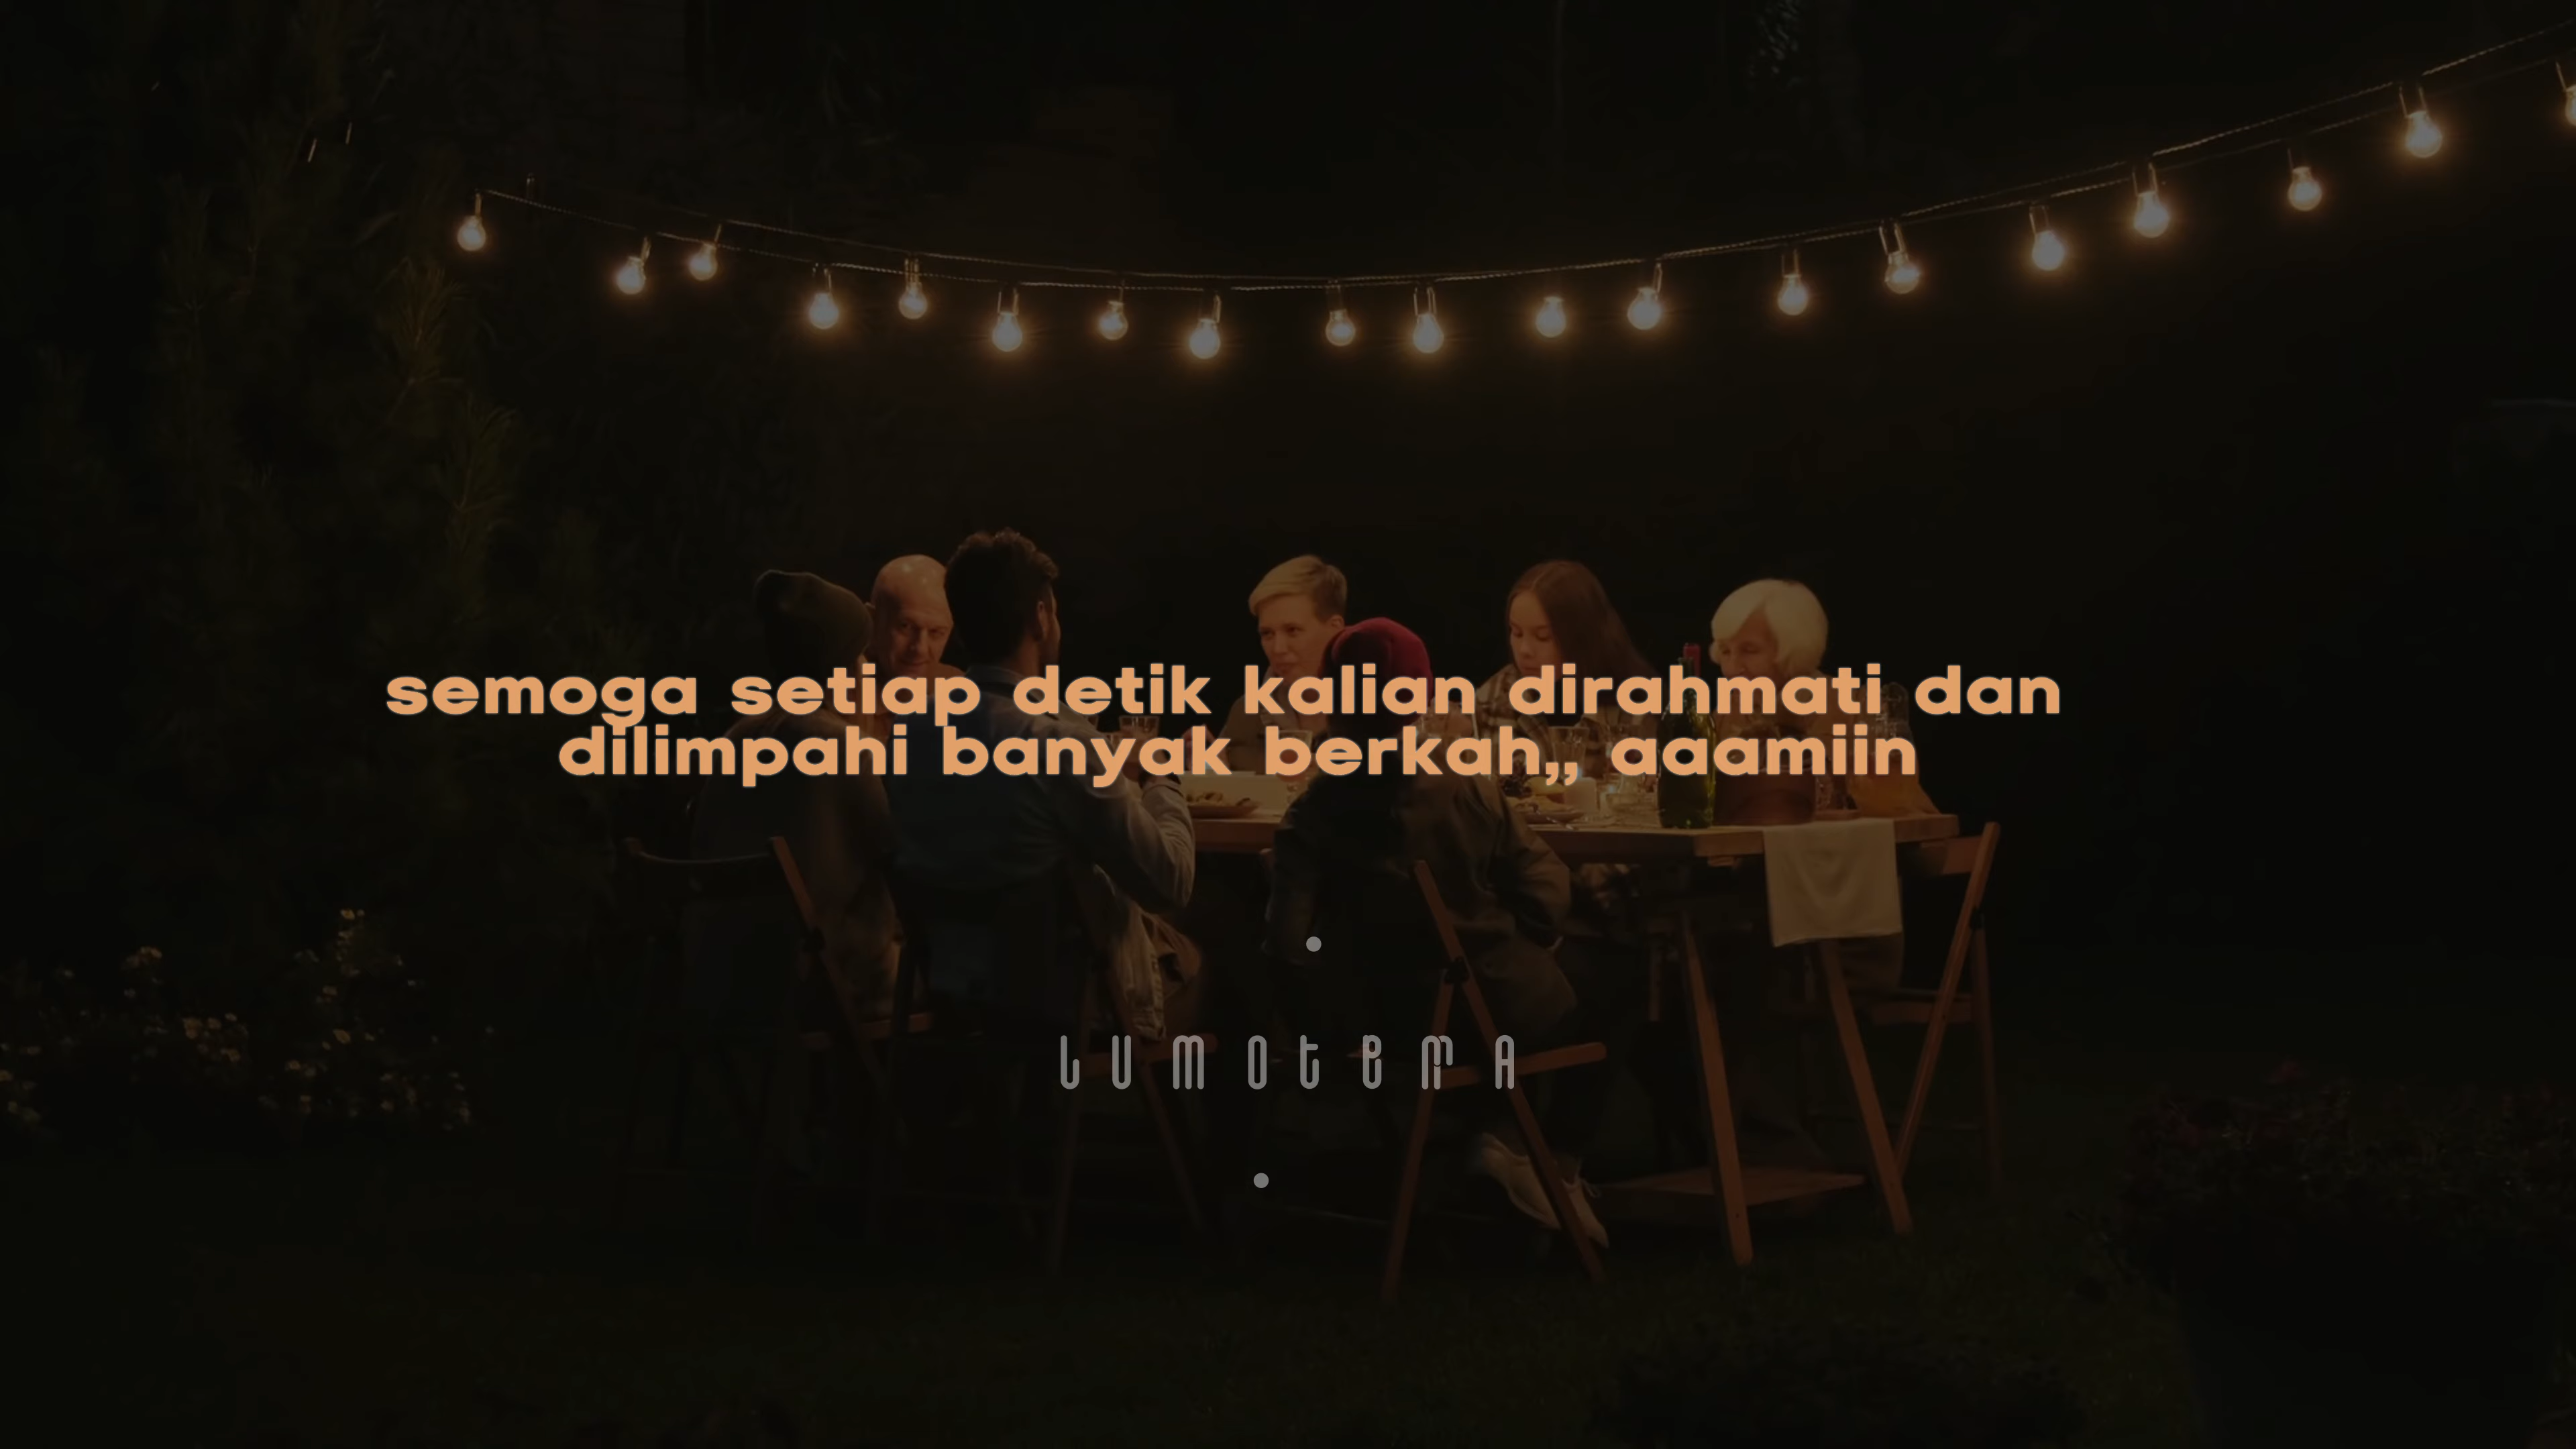 semoga setiap detik kalian dirahmati dan
dilimpahi banyak berkah,, aaamiin